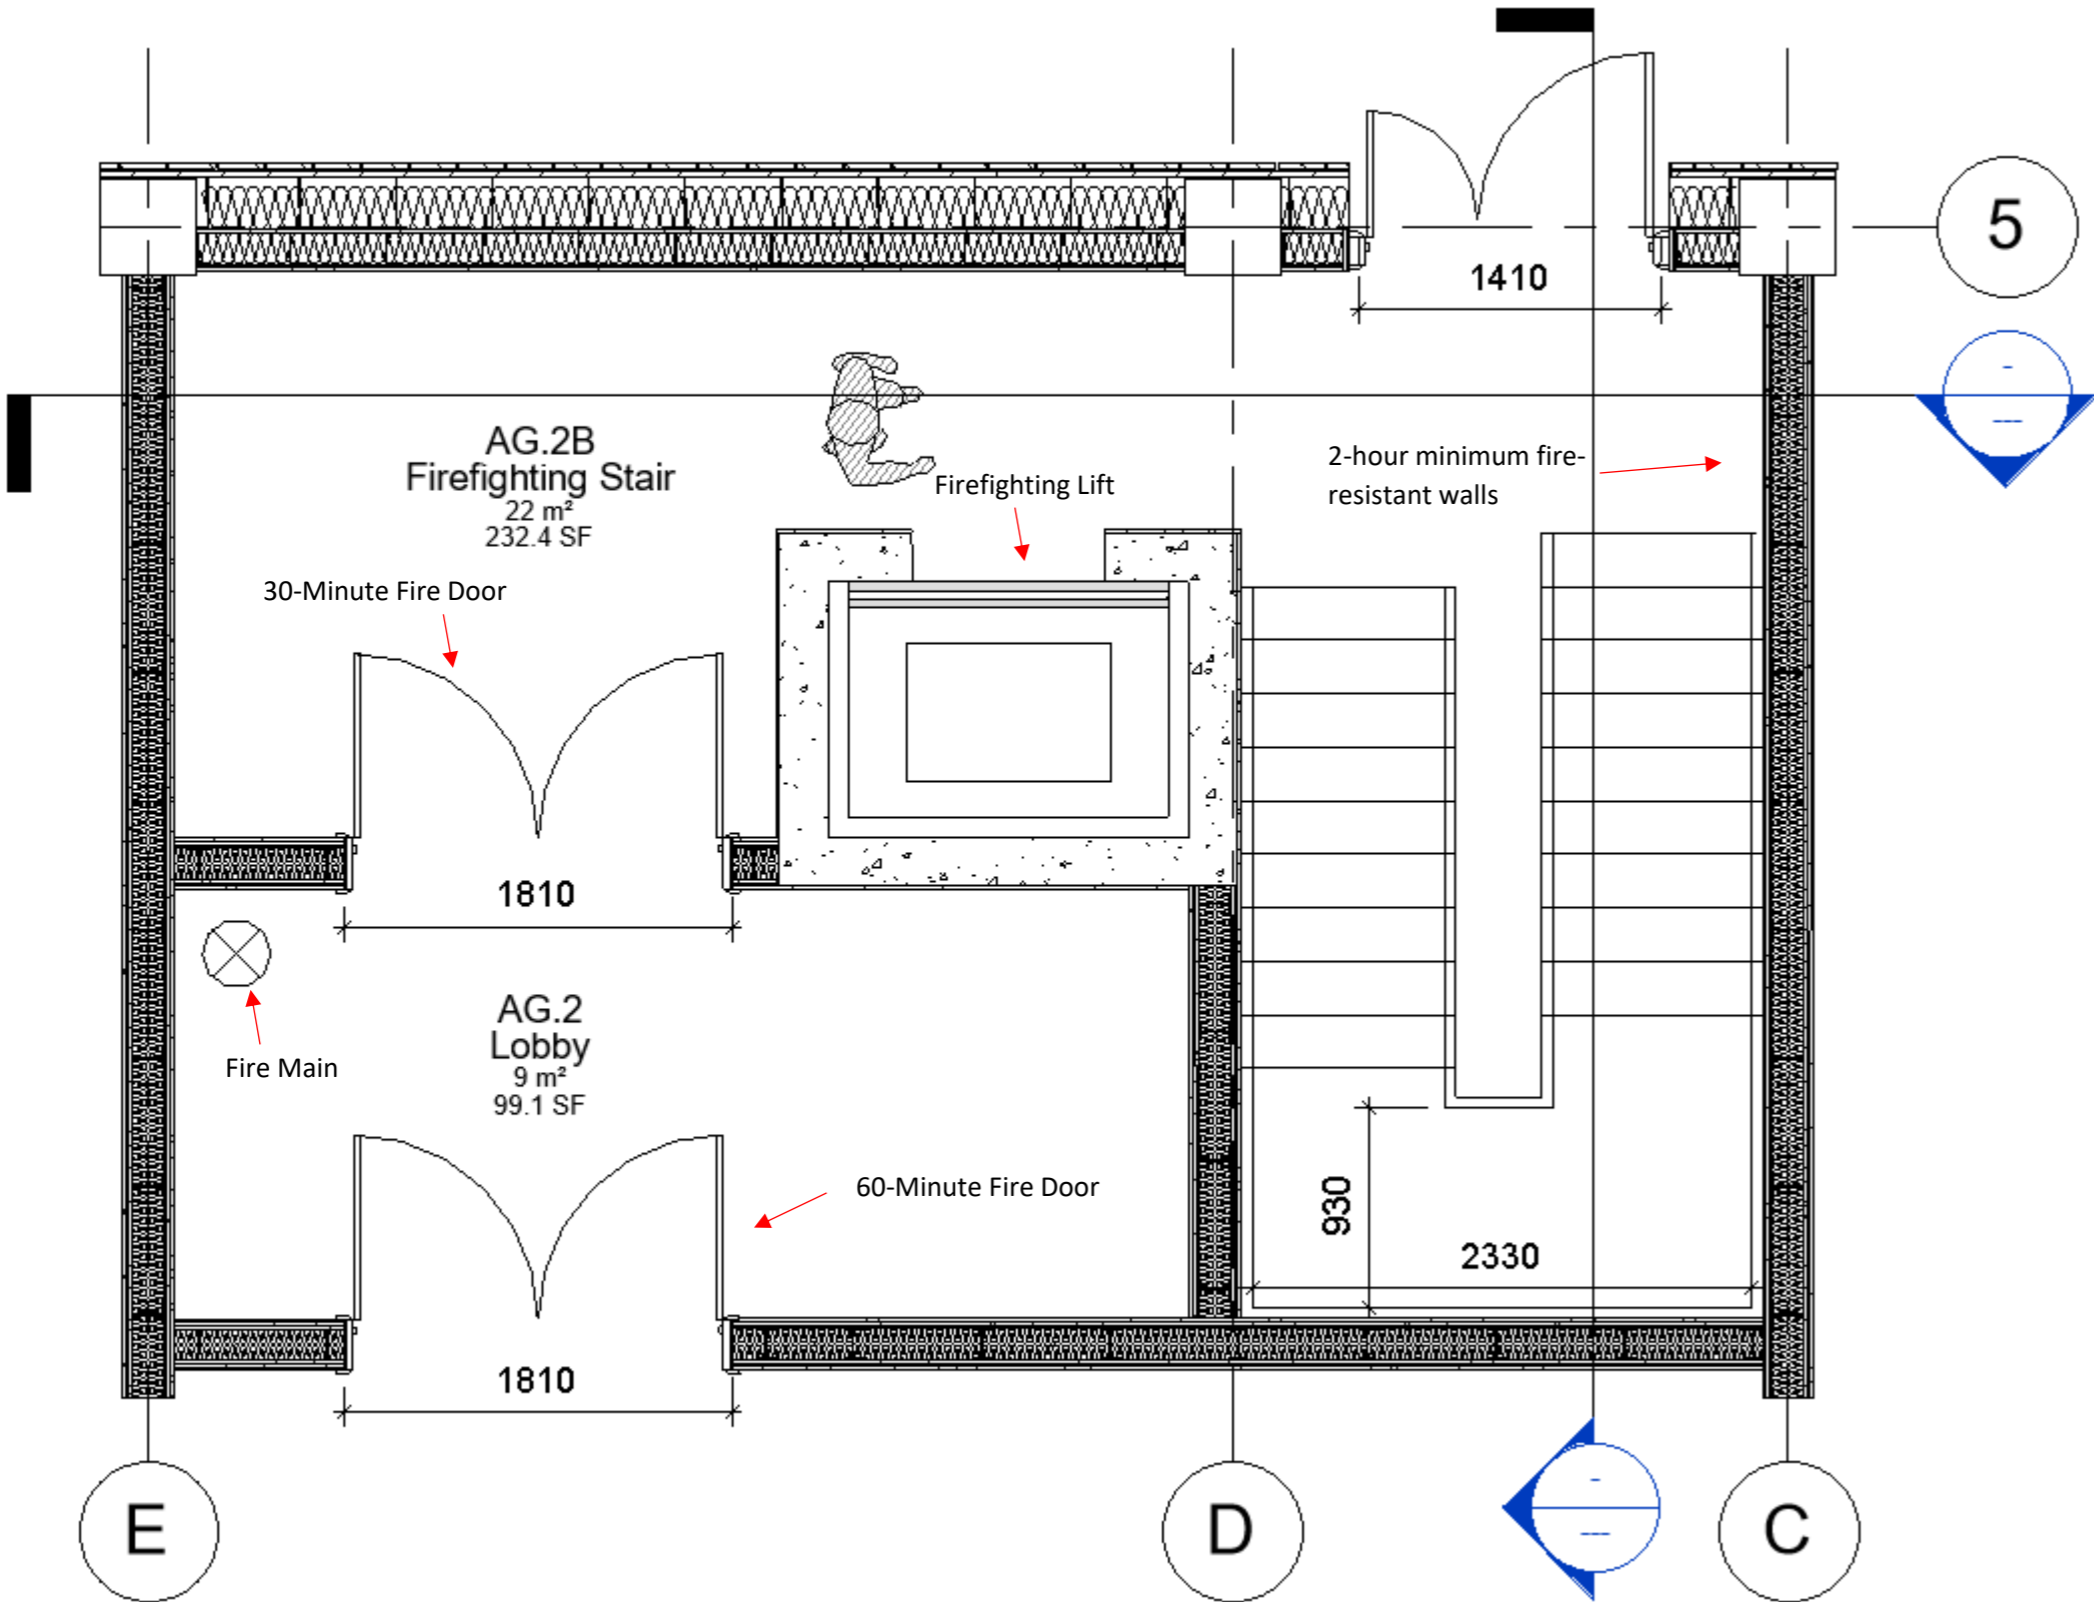 5
1410
AG.2B
Firefighting Stair
22 m²
232.4 SF
Firefighting Lift
2-hour minimum fire-
resistant walls
30-Minute Fire Door
1810
AG.2
Lobby
9 m²
99.1 SF
Fire Main
60-Minute Fire Door
930
2330
1810
E
D
C